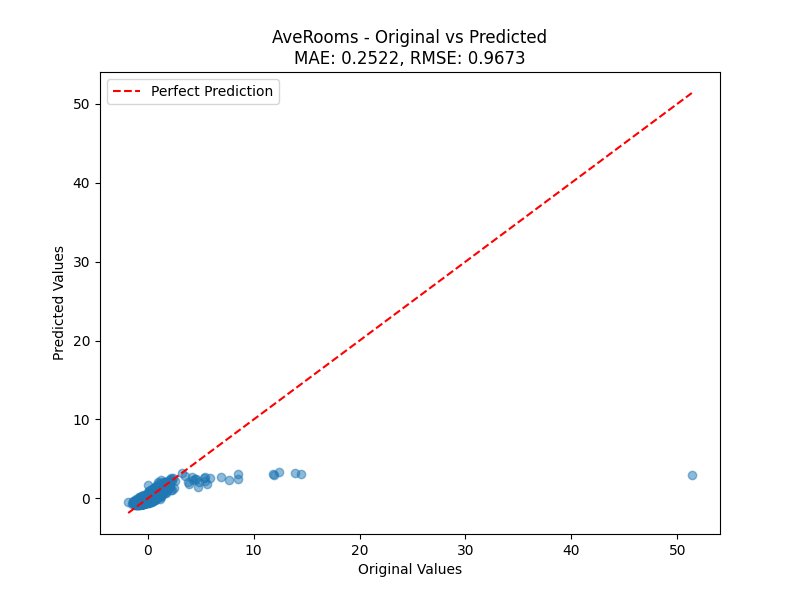 AveRooms - Original vs Predicted
MAE: 0.2522, RMSE: 0.9673
Perfect Prediction
50
40
30
20
10
0
Predicted Values
0 10 20 30 40 50
Original Values